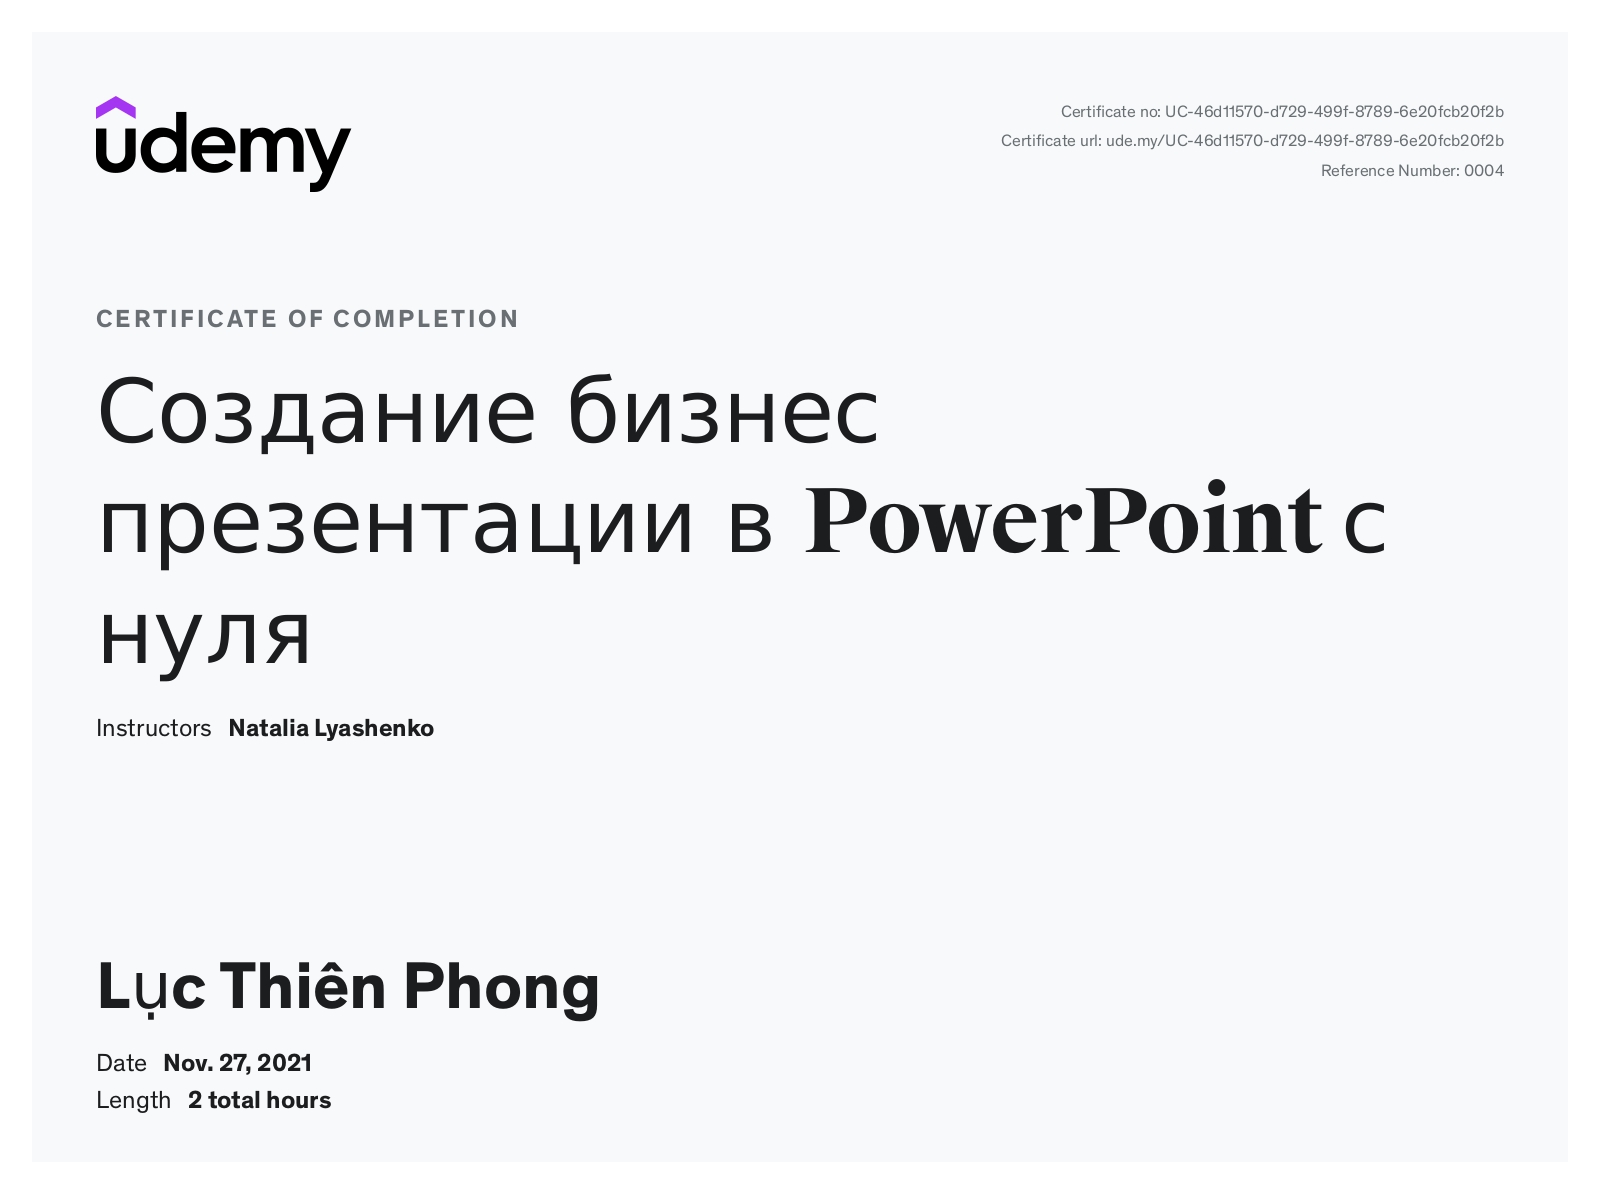 udemy
Certificate no: UC-46d11570-d729-499f-8789-6e20fcb20f2b
Certificate url: ude.my/UC-46d11570-d729-499f-8789-6e20fcb20f2b
Reference Number: 0004
CERTIFICATE OF COMPLETION
Создание бизнес
презентации в PowerPoint с
нуля
Instructors Natalia Lyashenko
Lục Thiên Phong
Date Nov. 27, 2021
Length 2 total hours